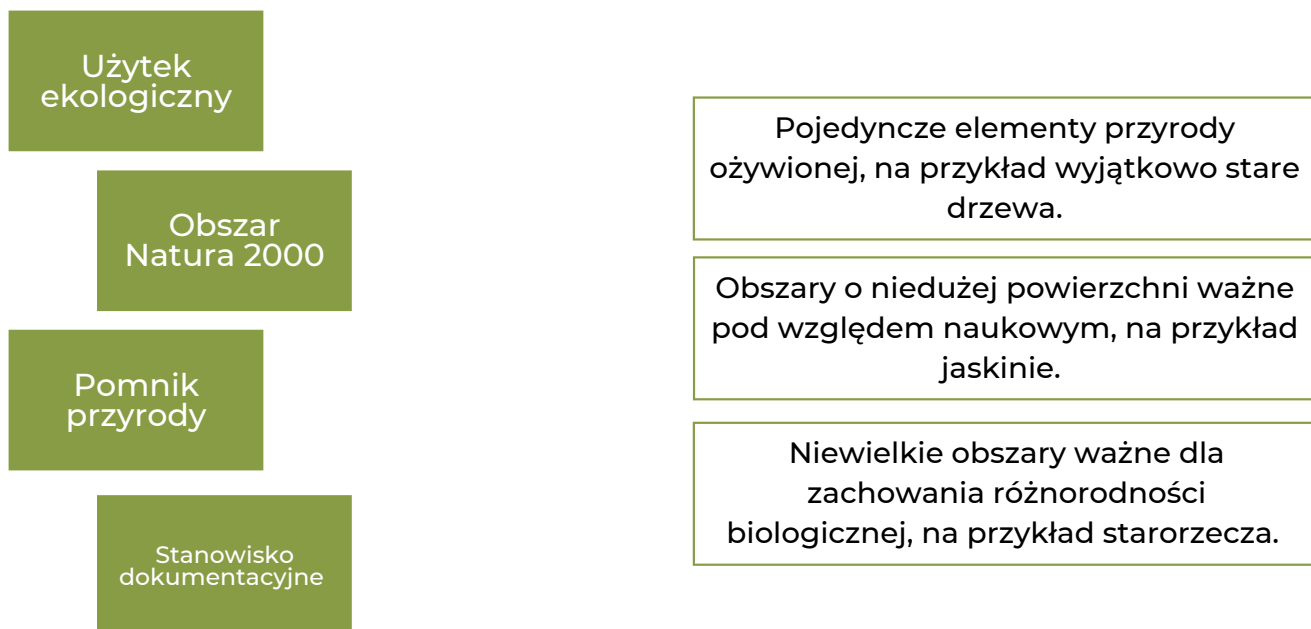 Użytek
ekologiczny
Obszar
Natura 2000
Pomnik
przyrody
Stanowisko
dokumentacyjne
Pojedyncze elementy przyrody
ożywionej, na przykład wyjątkowo stare
drzewa.
Obszary o niedużej powierzchni ważne
pod względem naukowym, na przykład
jaskinie.
Niewielkie obszary ważne dla
zachowania różnorodności
biologicznej, na przykład starorzecza.